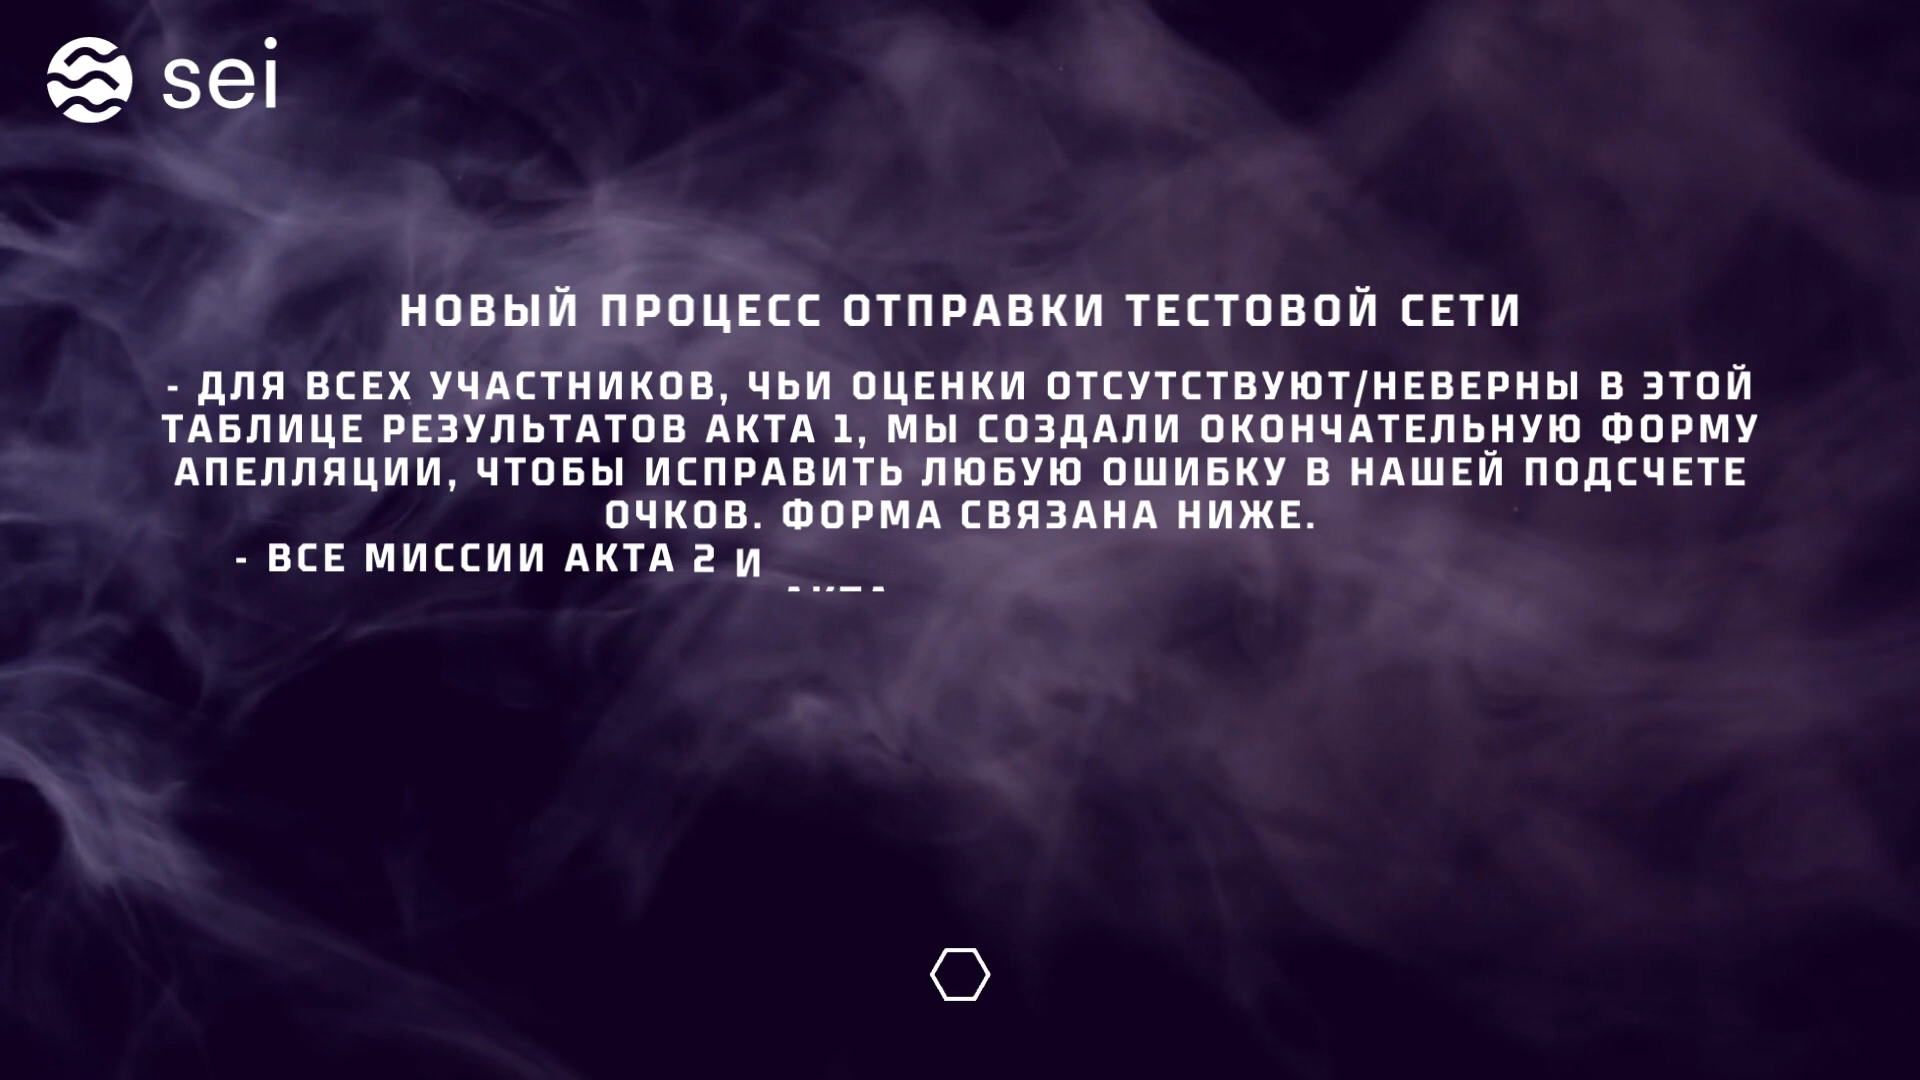 sei
НОВЫЙ ПРОЦЕСС ОТПРАВКИ ТЕСТОВОЙ СЕТИ
- ДЛЯ ВСЕХ УЧАСТНИКОВ, ЧЬИ ОЦЕНКИ ОТСУТСТВУЮТ/НЕВЕРНЫ В ЭТОЙ
ТАБЛИЦЕ РЕЗУЛЬТАТОВ АКТА 1, МЫ СОЗДАЛИ ОКОНЧАТЕЛЬНУЮ ФОРМУ
АПЕЛЛЯЦИИ, ЧТОБЫ ИСПРАВИТЬ ЛЮБУЮ ОШИБКУ В НАШЕЙ ПОДСЧЕТЕ
ОЧКОВ. ФОРМА СВЯЗАНА НИЖЕ.
- ВСЕ МИССИИ АКТА 2 И